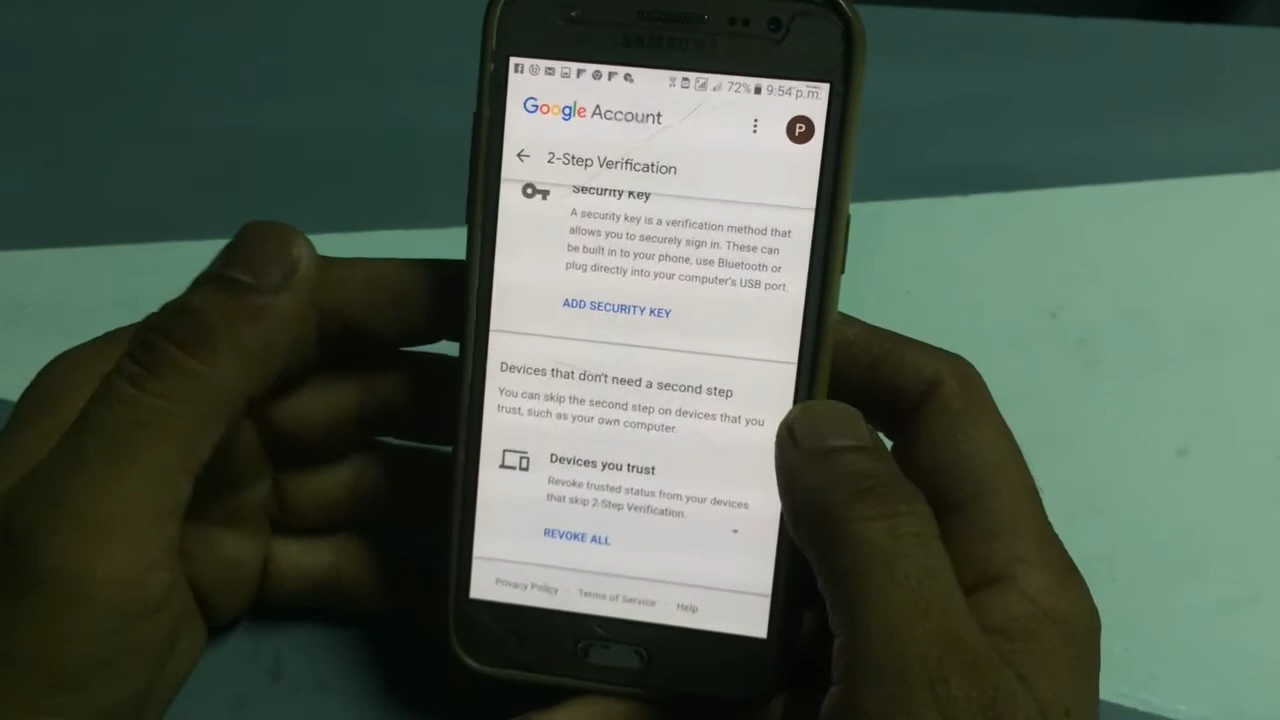 SAMSUNG
72% 9:54 p.m.
Google Account
P
2-Step Verification
Security Key
A security key is a verification method that
allows you to securely sign in. These can
be built in to your phone, use Bluetooth or
plug directly into your computer's USB port.
ADD SECURITY KEY
Devices that don't need a second step
You can skip the second step on devices that you
trust, such as your own computer.
Devices you trust
Revoke trusted status from your devices
that skip 2-Step Verification.
REVOKE ALL
Privacy Policy Terms of Service Help